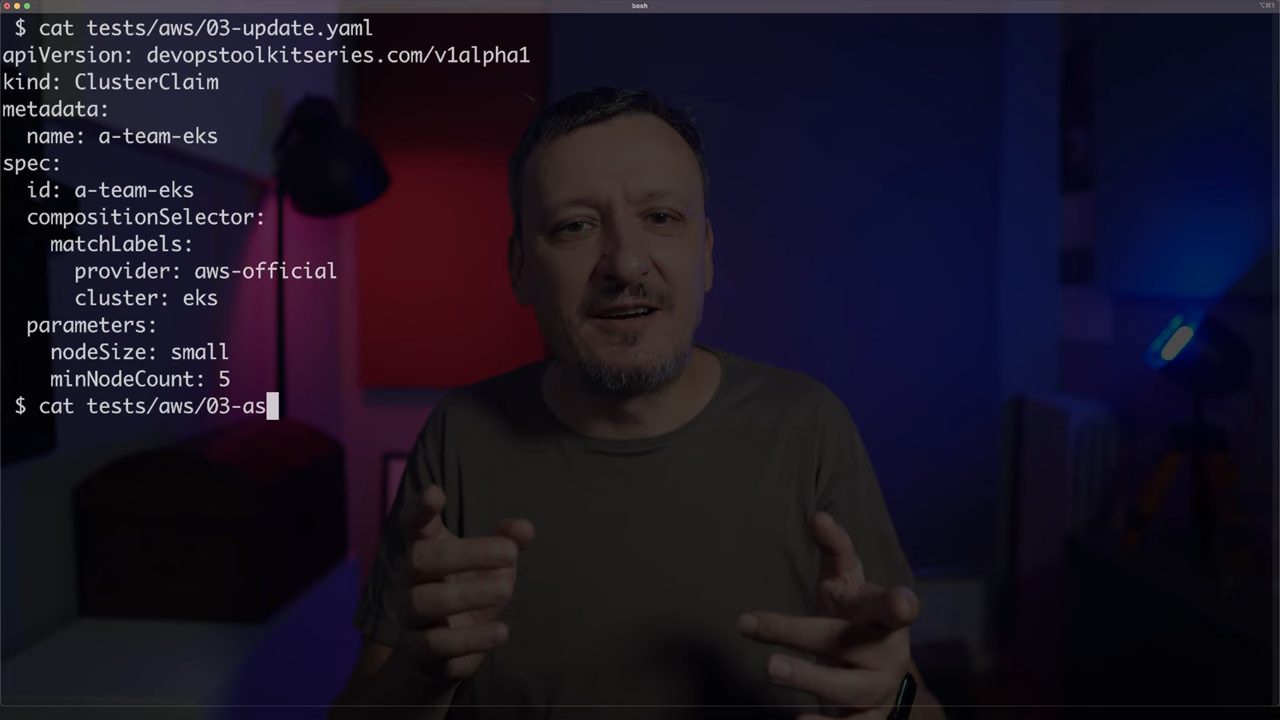 bash
$ cat tests/aws/03-update.yaml
apiVersion: devopstoolkitseries.com/v1alpha1
kind: ClusterClaim
metadata:
  name: a-team-eks
spec:
  id: a-team-eks
  compositionSelector:
    matchLabels:
      provider: aws-official
      cluster: eks
  parameters:
    nodeSize: small
    minNodeCount: 5
$ cat tests/aws/03-as